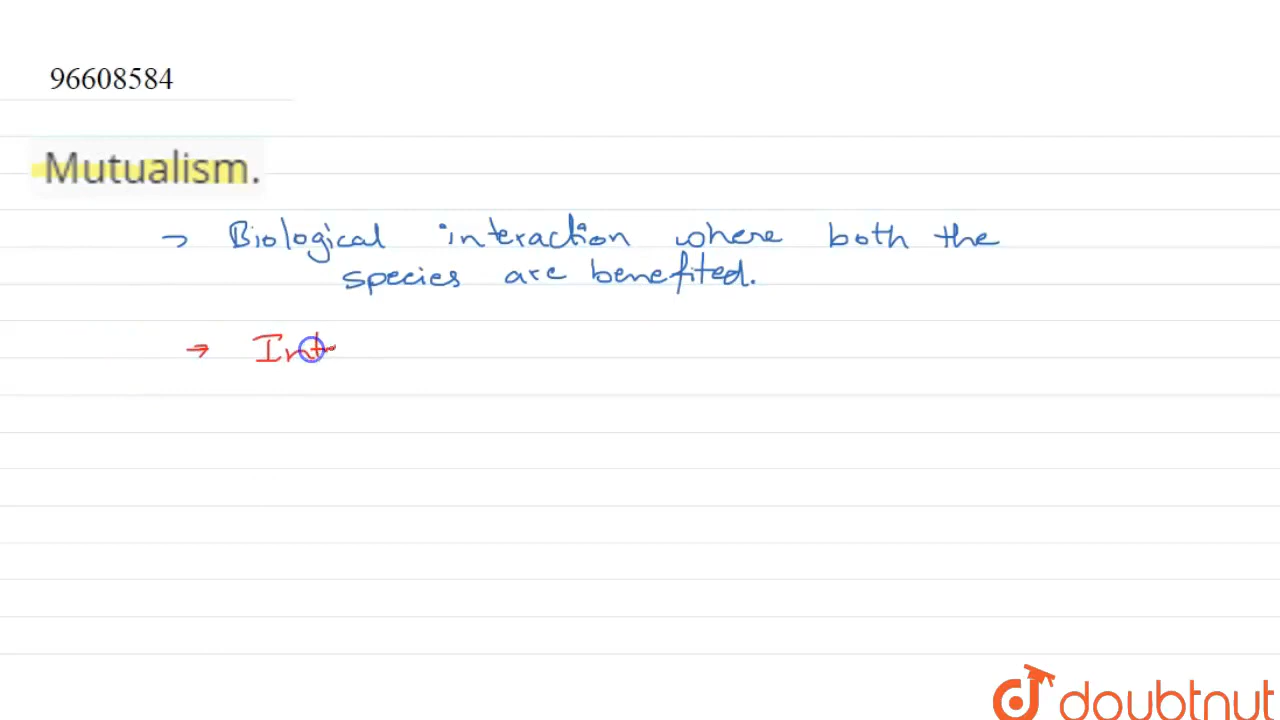 96608584
Mutualism.
→ Biological interaction where both the
species are benefited.
→ Int
doubtnut